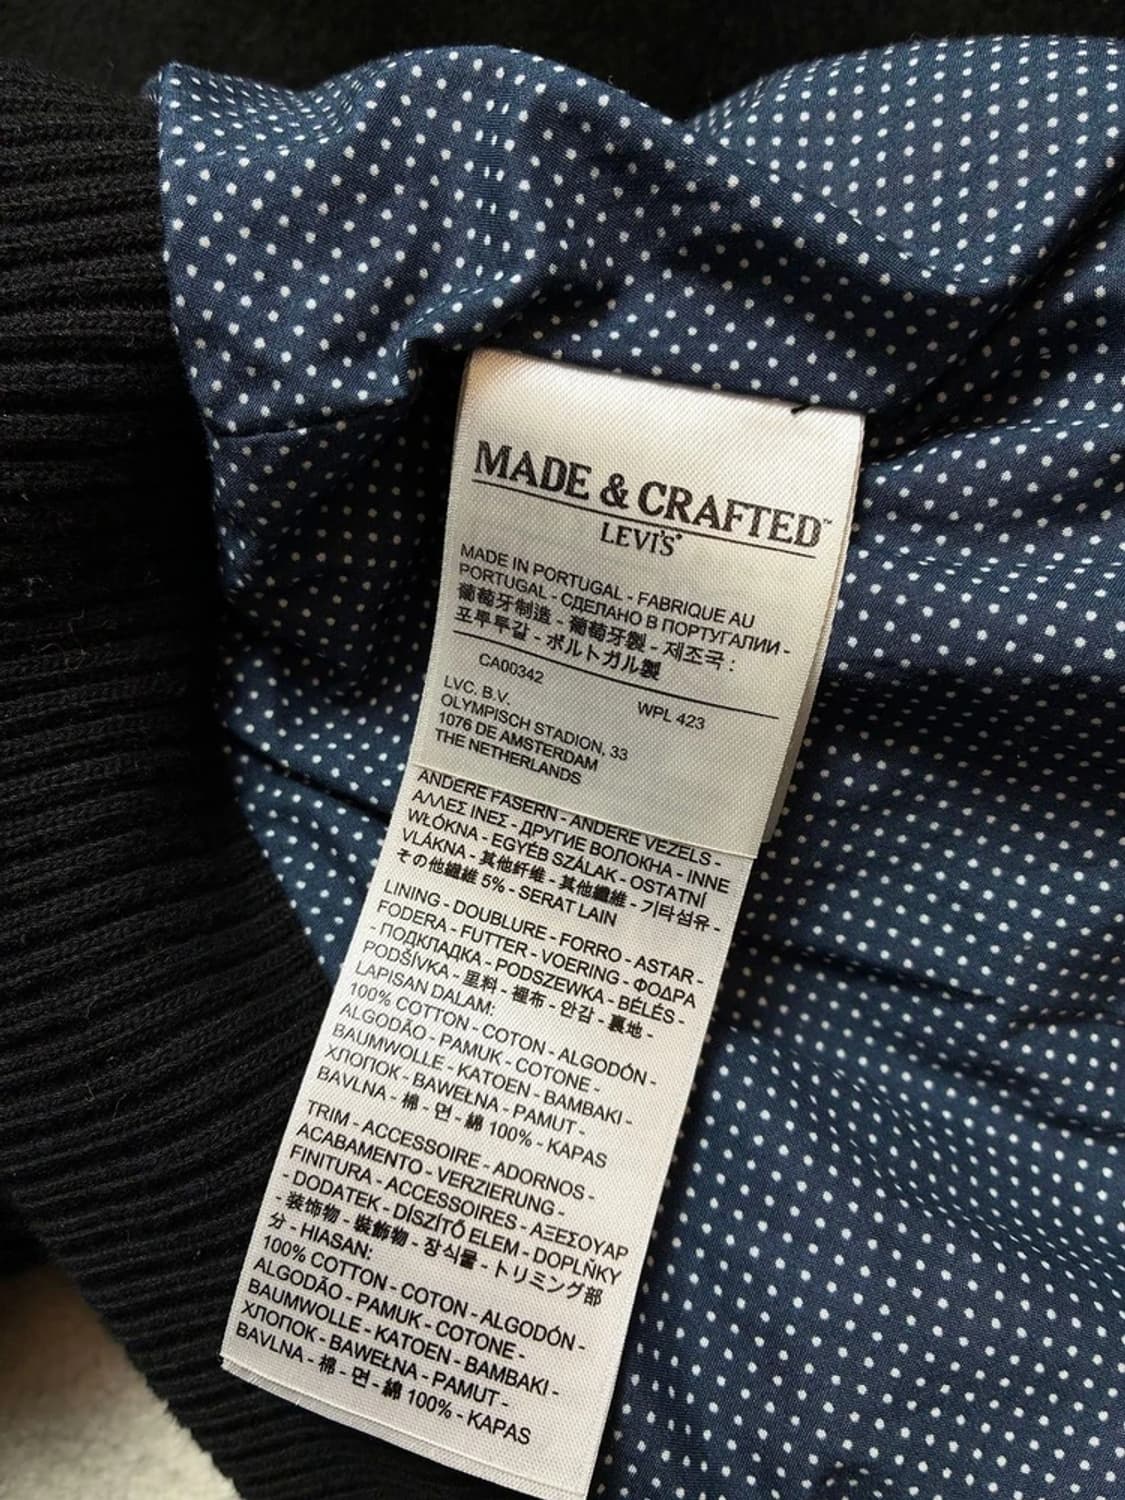 MADE & CRAFTED™
LEVI'S®
MADE IN PORTUGAL - FABRIQUE AU
PORTUGAL - СДЕЛАНО В ПОРТУГАЛИИ -
葡萄牙制造 - 葡萄牙製 - 제조국 :
포루투갈 - ポルトガル製
CA00342
WPL 423
LVC. B.V.
OLYMPISCH STADION, 33
1076 DE AMSTERDAM
THE NETHERLANDS
ANDERE FASERN - ANDERE VEZELS -
ΑΛΛΕΣ ΙΝΕΣ - ДРУГИЕ ВОЛОКНА - INNE
WŁÓKNA - EGYÉB SZÁLAK - OSTATNÍ
VLÁKNA - 其他纤维 - 其他纖維 - 기타섬유 -
その他繊維 5% - SERAT LAIN
LINING - DOUBLURE - FORRO - ASTAR -
FODERA - FUTTER - VOERING - ΦΟΔΡΑ
- ПОДКЛАДКА - PODSZEWKA - BÉLÉS -
PODŠÍVKA - 里料 - 裡布 - 안감 - 裏地 -
LAPISAN DALAM:
100% COTTON - COTON - ALGODÓN -
ALGODÃO - PAMUK - COTONE -
BAUMWOLLE - KATOEN - BAMBAKI -
ХЛОПОК - BAWEŁNA - PAMUT -
BAVLNA - 棉 - 면 - 綿 100% - KAPAS
TRIM - ACCESSOIRE - ADORNOS -
ACABAMENTO - VERZIERUNG -
FINITURA - ACCESSOIRES - ΑΞΕΣΟΥΑΡ
- DODATEK - DÍSZÍTŐ ELEM - DOPLŇKY
- 装饰物 - 裝飾物 - 장식물 - トリミング部
分 - HIASAN:
100% COTTON - COTON - ALGODÓN -
ALGODÃO - PAMUK - COTONE -
BAUMWOLLE - KATOEN - BAMBAKI -
ХЛОПОК - BAWEŁNA - PAMUT -
BAVLNA - 棉 - 면 - 綿 100% - KAPAS